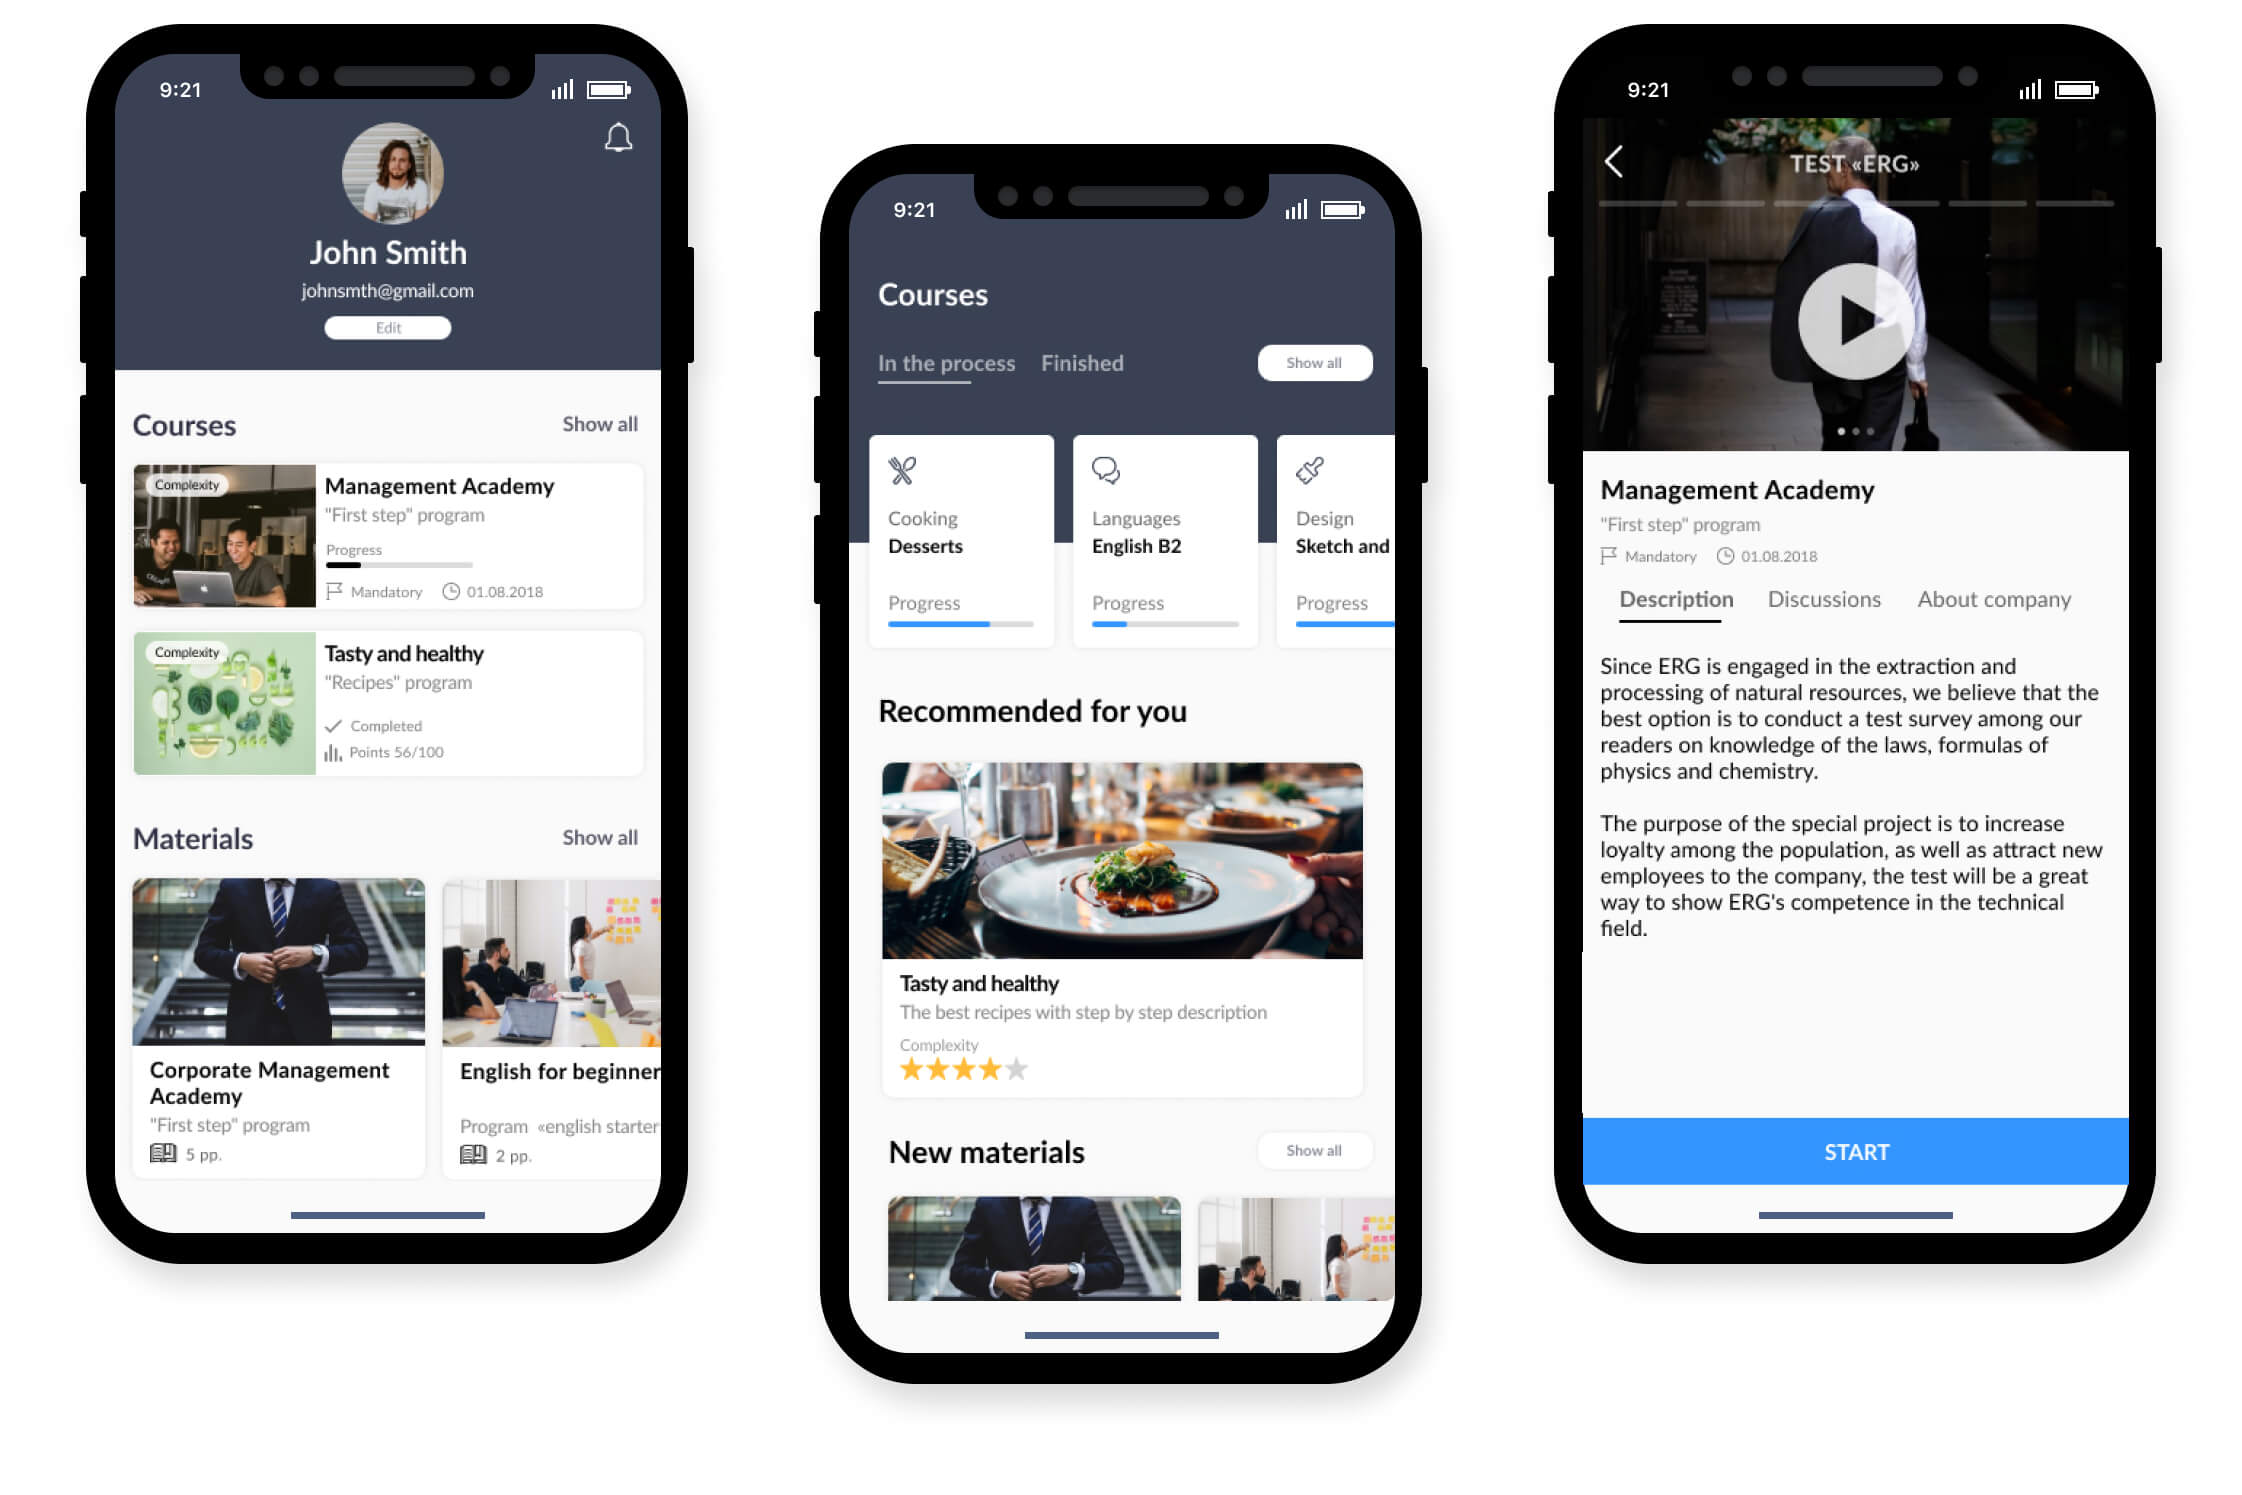 9:21
John Smith
johnsmth@gmail.com
Edit
Courses
Show all
Complexity
Management Academy
"First step" program
Progress
Mandatory
01.08.2018
Complexity
Tasty and healthy
"Recipes" program
Completed
Points 56/100
Materials
Show all
Corporate Management
Academy
"First step" program
5 pp.
English for beginner
Program «english starter
2 pp.
9:21
Courses
In the process
Finished
Show all
Cooking
Desserts
Progress
Languages
English B2
Progress
Design
Sketch and
Progress
Recommended for you
Tasty and healthy
The best recipes with step by step description
Complexity
New materials
Show all
9:21
TEST «ERG»
Management Academy
"First step" program
Mandatory
01.08.2018
Description
Discussions
About company
Since ERG is engaged in the extraction and
processing of natural resources, we believe that the
best option is to conduct a test survey among our
readers on knowledge of the laws, formulas of
physics and chemistry.
The purpose of the special project is to increase
loyalty among the population, as well as attract new
employees to the company, the test will be a great
way to show ERG's competence in the technical
field.
START